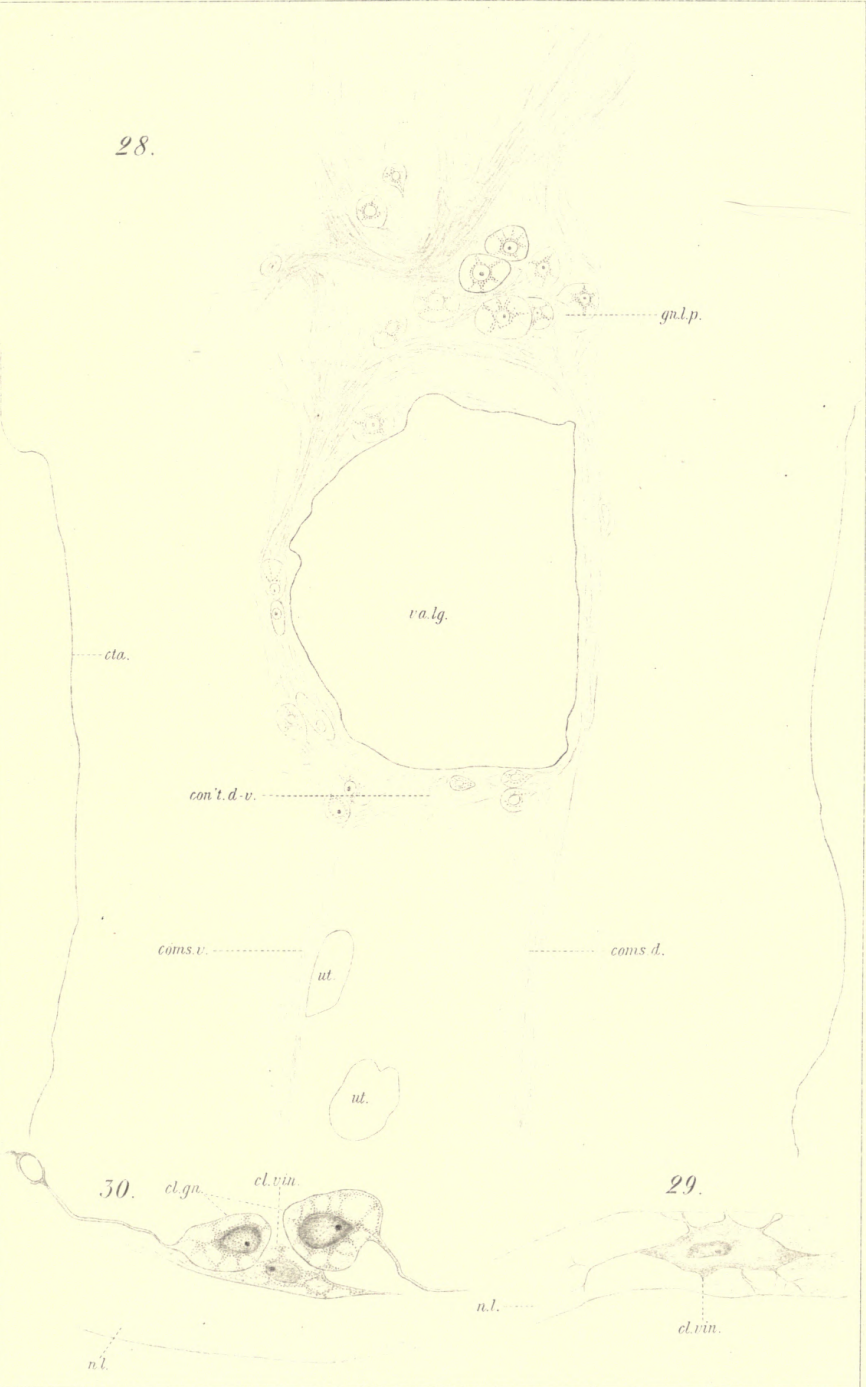 28.
gn.l.p.
va.lg.
cta.
con't. d-v.
coms.v.
coms d.
ut.
ut.
30.
cl.gn.
cl.vin.
29.
n.l.
cl.vin.
n.l.